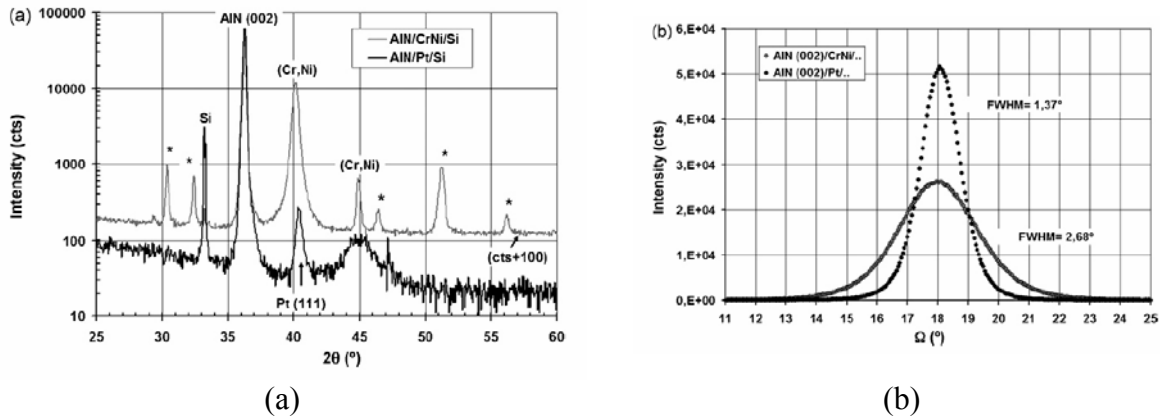 (a)
AlN (002)
AlN/CrNi/Si
AlN/Pt/Si
(Cr,Ni)
Si
*
*
(Cr,Ni)
*
*
*
(cts+100)
Pt (111)
Intensity (cts)
100000
10000
1000
100
10
25 30 35 40 45 50 55 60
2θ (º)
(a)
(b)
AlN (002)/CrNi/..
AlN (002)/Pt/..
FWHM= 1,37º
FWHM= 2,68º
Intensity (cts)
6,E+04
5,E+04
4,E+04
3,E+04
2,E+04
1,E+04
0,E+00
11 12 13 14 15 16 17 18 19 20 21 22 23 24 25
Ω (º)
(b)